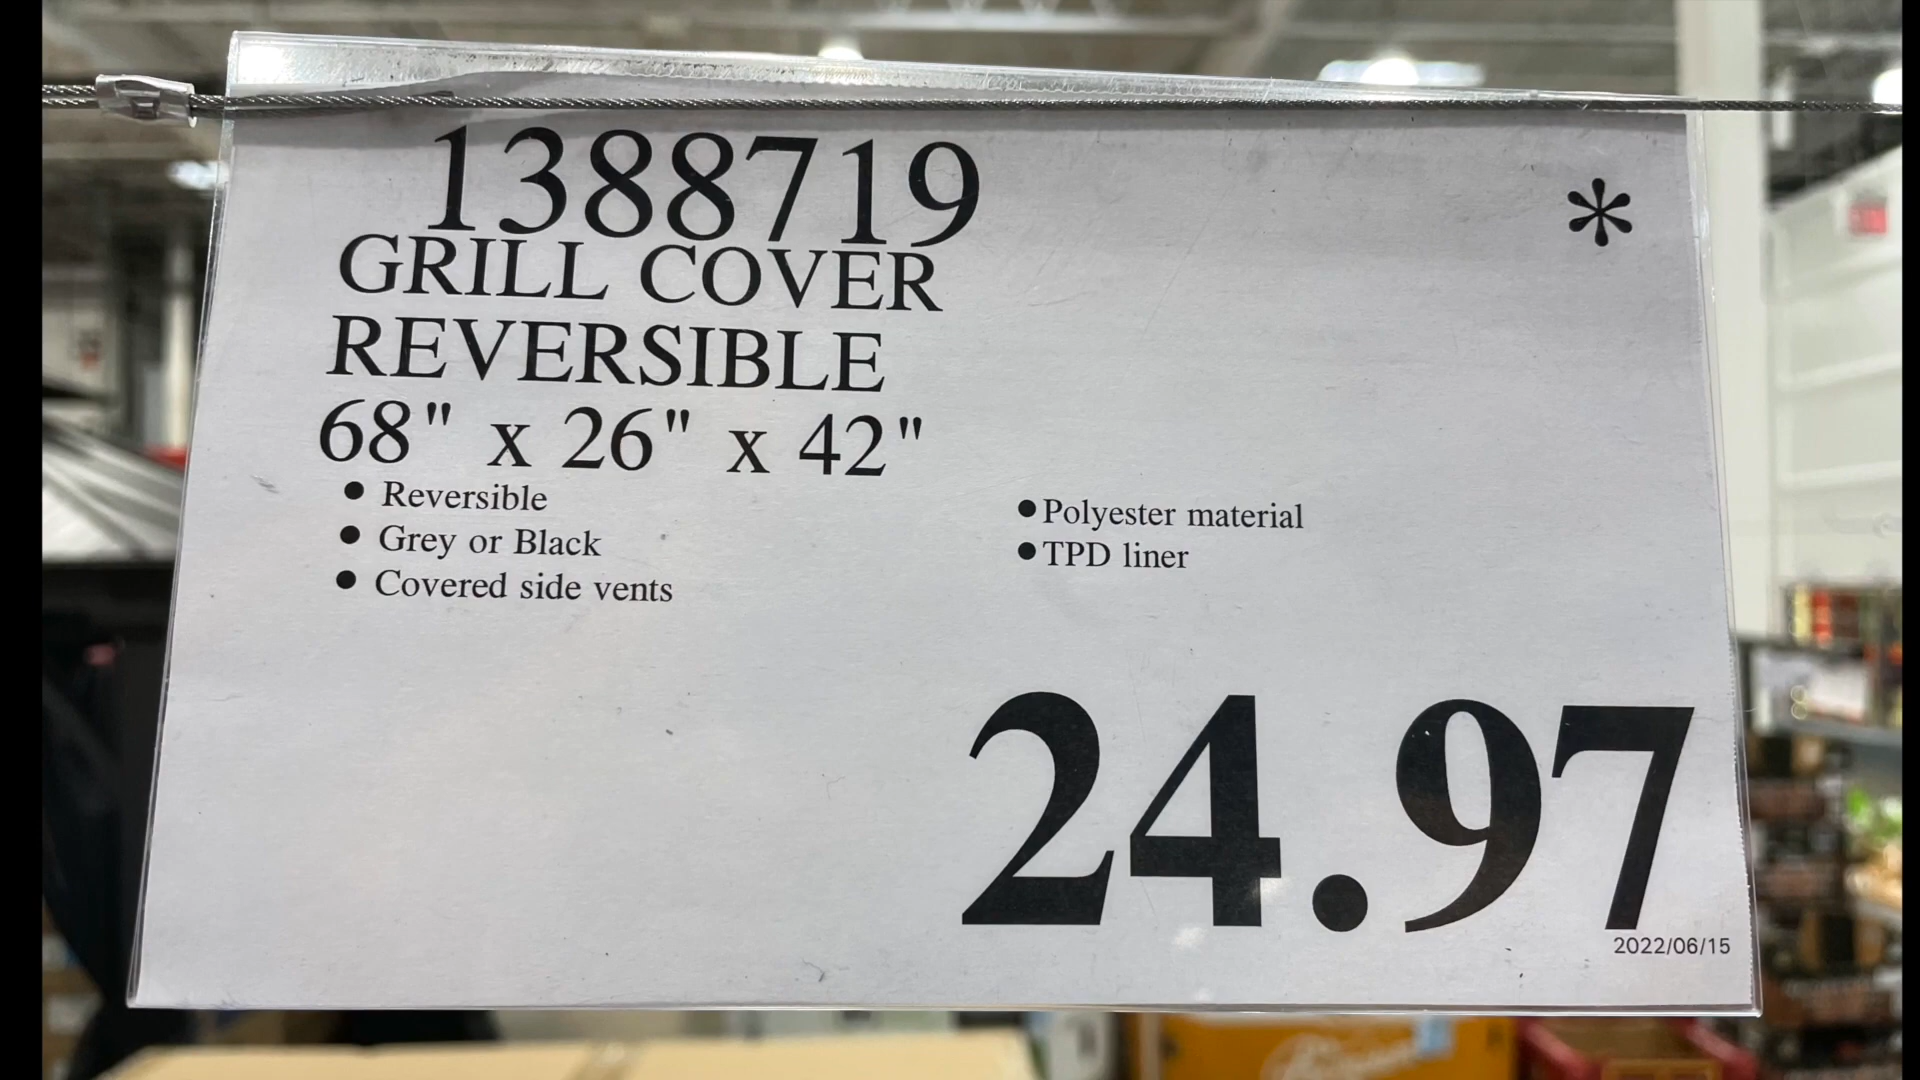 1388719
*
GRILL COVER
REVERSIBLE
68" x 26" x 42"
● Reversible
● Grey or Black
● Covered side vents
● Polyester material
● TPD liner
24.97
2022/06/15